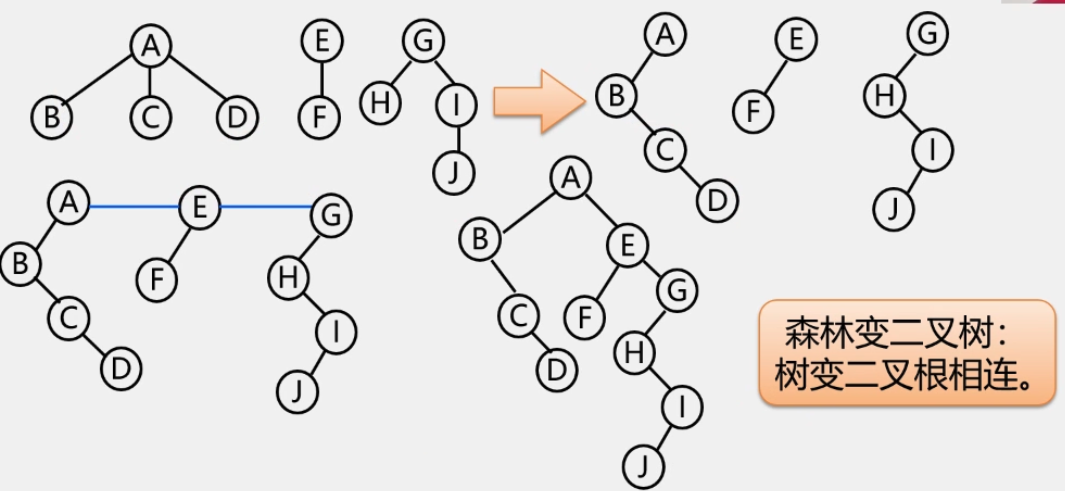 A E G A E G
B C D F H I B F H
J C I
D J
A E G A
B F H B E
C I C F G
D J D H
I
J
森林变二叉树：
树变二叉根相连。